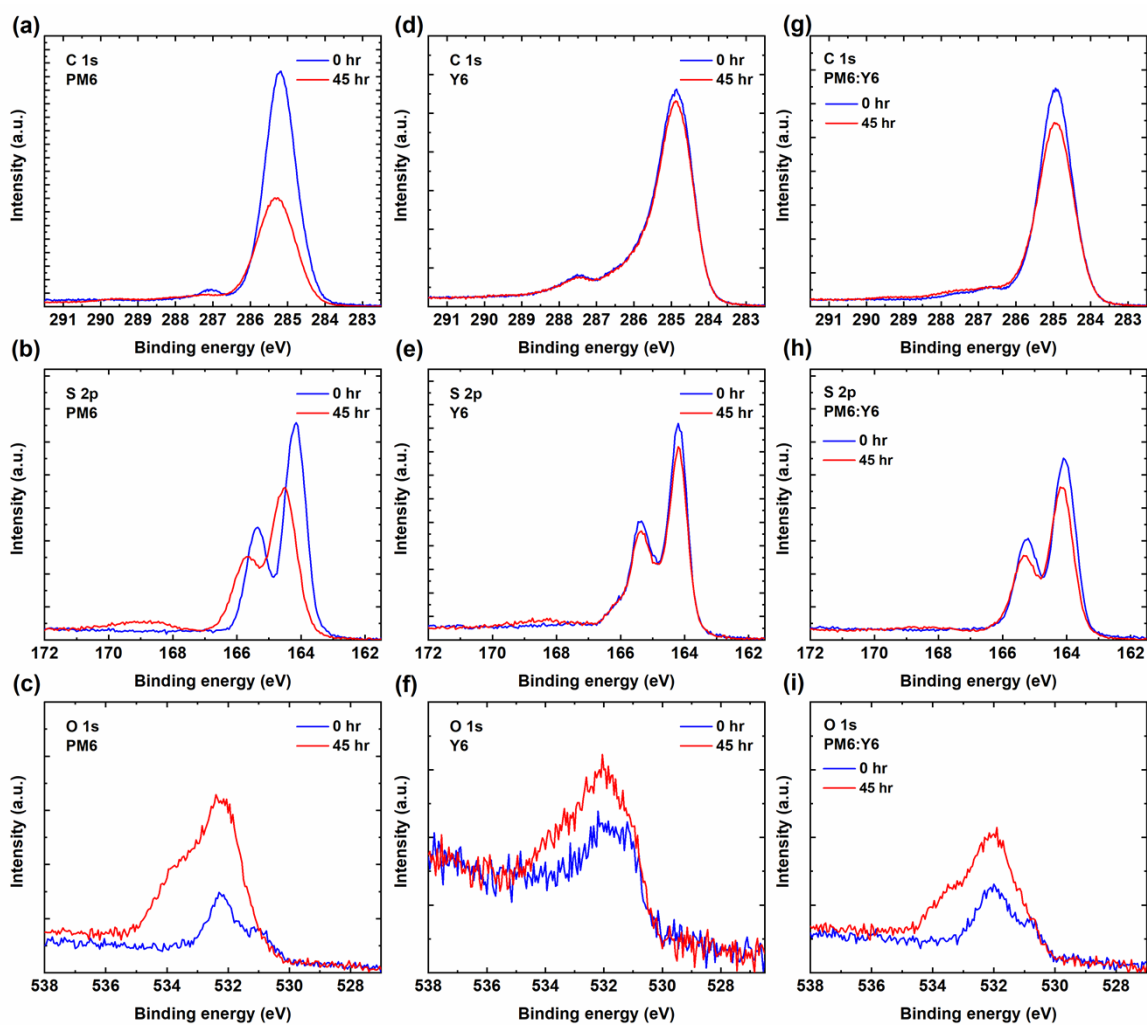 (a)
C 1s
PM6
0 hr
45 hr
Intensity (a.u.)
291 290 289 288 287 286 285 284 283
Binding energy (eV)
(d)
C 1s
Y6
0 hr
45 hr
Intensity (a.u.)
291 290 289 288 287 286 285 284 283
Binding energy (eV)
(g)
C 1s
PM6:Y6
0 hr
45 hr
Intensity (a.u.)
291 290 289 288 287 286 285 284 283
Binding energy (eV)
(b)
S 2p
PM6
0 hr
45 hr
Intensity (a.u.)
172 170 168 166 164 162
Binding energy (eV)
(e)
S 2p
Y6
0 hr
45 hr
Intensity (a.u.)
172 170 168 166 164 162
Binding energy (eV)
(h)
S 2p
PM6:Y6
0 hr
45 hr
Intensity (a.u.)
172 170 168 166 164 162
Binding energy (eV)
(c)
O 1s
PM6
0 hr
45 hr
Intensity (a.u.)
538 536 534 532 530 528
Binding energy (eV)
(f)
O 1s
Y6
0 hr
45 hr
Intensity (a.u.)
538 536 534 532 530 528
Binding energy (eV)
(i)
O 1s
PM6:Y6
0 hr
45 hr
Intensity (a.u.)
538 536 534 532 530 528
Binding energy (eV)